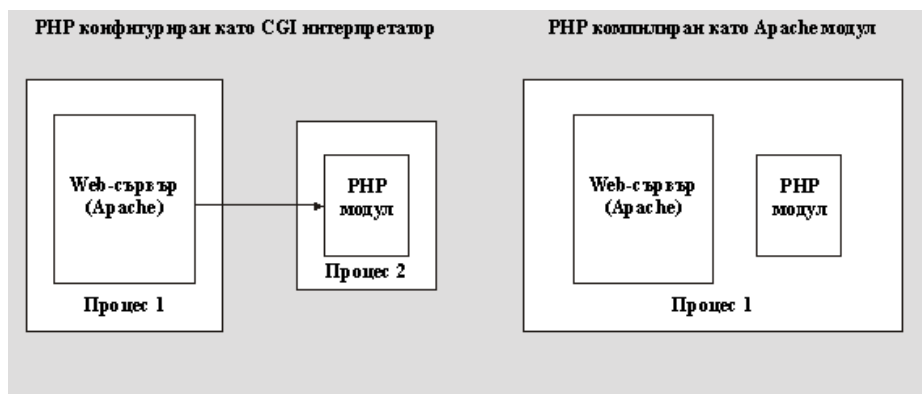 PHP конфигуриран като CGI интерпретатор
Web-сървър
(Apache)
Процес 1
PHP
модул
Процес 2
PHP компилиран като Apache модул
Web-сървър
(Apache)
PHP
модул
Процес 1